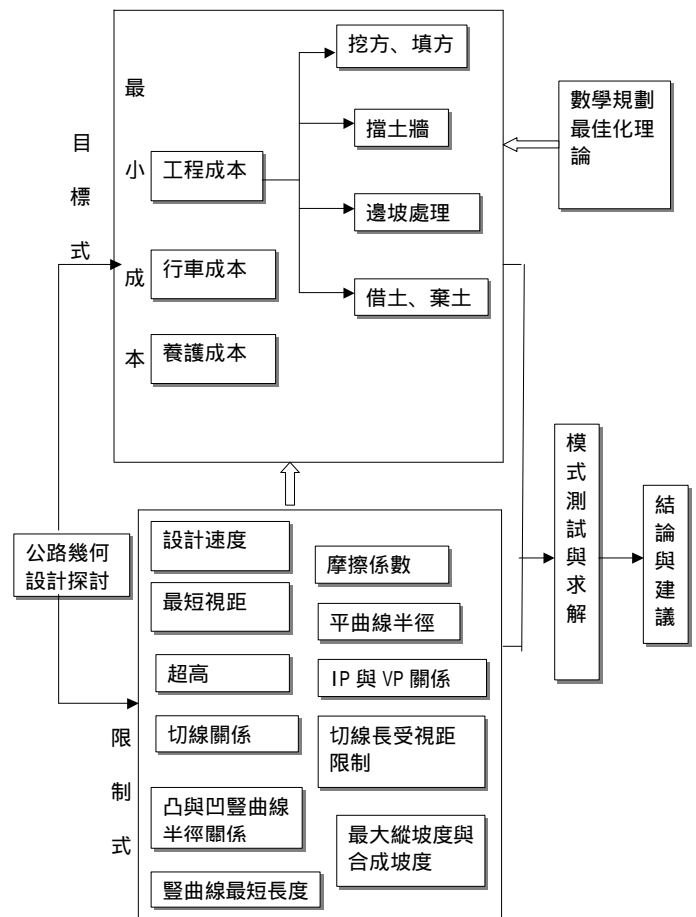 目標式
最小成本
工程成本
行車成本
養護成本
挖方、填方
擋土牆
邊坡處理
借土、棄土
數學規劃
最佳化理
論
公路幾何
設計探討
限制式
設計速度
最短視距
超高
切線關係
凸與凹豎曲線
半徑關係
豎曲線最短長度
摩擦係數
平曲線半徑
IP 與 VP 關係
切線長受視距
限制
最大縱坡度與
合成坡度
模式測試與求解
結論與建議